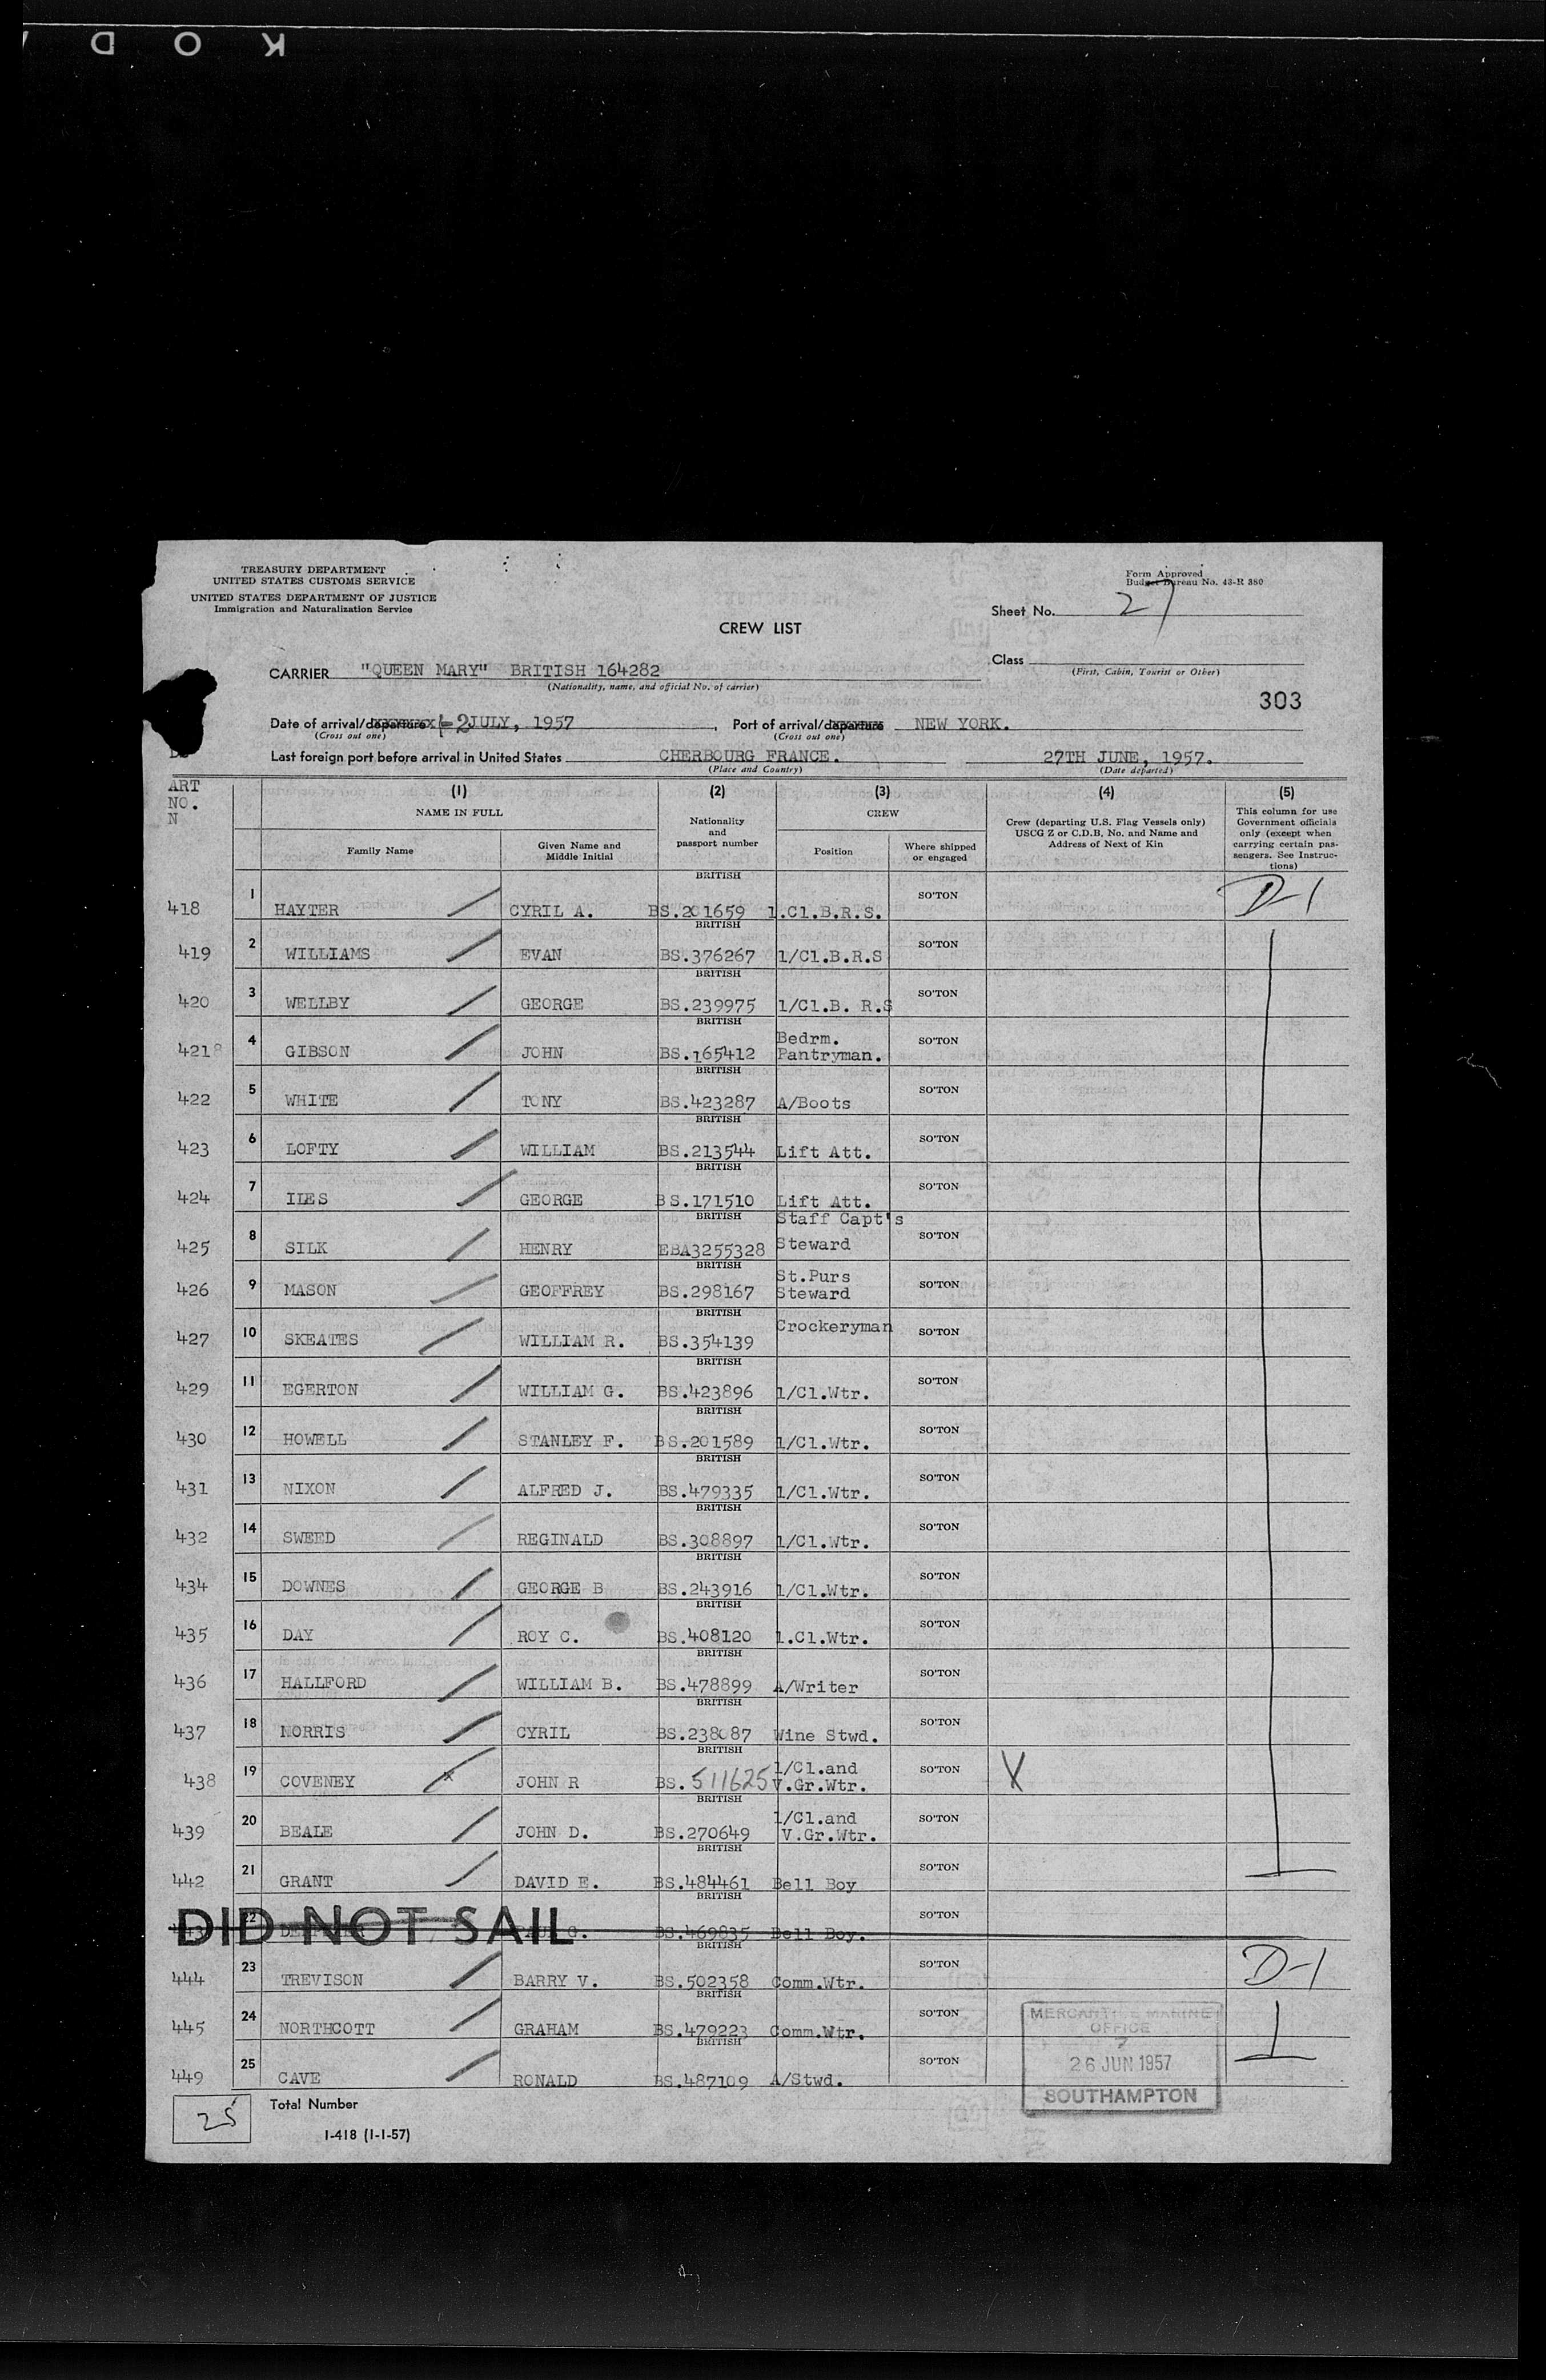 K O D
TREASURY DEPARTMENT
UNITED STATES CUSTOMS SERVICE
UNITED STATES DEPARTMENT OF JUSTICE
Immigration and Naturalization Service
Form Approved
Budget Bureau No. 43-R 380
Sheet No. 27
CREW LIST
Class
(First, Cabin, Tourist or Other)
CARRIER "QUEEN MARY" BRITISH 164282
(Nationality, name, and official No. of carrier)
303
Date of arrival/departure 2 JULY, 1957, Port of arrival/departure NEW YORK.
(Cross out one) (Cross out one)
Last foreign port before arrival in United States CHERBOURG FRANCE. 27TH JUNE, 1957.
(Place and Country) (Date departed)
ART
NO.
N
(1) (2) (3) (4) (5)
NAME IN FULL
Family Name
Given Name and Middle Initial
Nationality and passport number
CREW
Position
Where shipped or engaged
Crew (departing U.S. Flag Vessels only) USCG Z or C.D.B. No. and Name and Address of Next of Kin
This column for use Government officials only (except when carrying certain passengers. See Instructions)
418 1 HAYTER CYRIL A. BRITISH BS.201659 1.Cl.B.R.S. SO'TON D-1
419 2 WILLIAMS EVAN BRITISH BS.376267 1/Cl.B.R.S SO'TON
420 3 WELLBY GEORGE BRITISH BS.239975 1/Cl.B. R.S SO'TON
421 4 GIBSON JOHN BRITISH BS.165412 Bedrm. Pantryman. SO'TON
422 5 WHITE TONY BRITISH BS.423287 A/Boots SO'TON
423 6 LOFTY WILLIAM BRITISH BS.213544 Lift Att. SO'TON
424 7 ILES GEORGE BRITISH BS.171510 Lift Att. SO'TON
425 8 SILK HENRY BRITISH EBA3255328 Staff Capt's Steward SO'TON
426 9 MASON GEOFFREY BRITISH BS.298167 St.Purs Steward SO'TON
427 10 SKEATES WILLIAM R. BRITISH BS.354139 Crockeryman SO'TON
429 11 EGERTON WILLIAM G. BRITISH BS.423896 1/Cl.Wtr. SO'TON
430 12 HOWELL STANLEY F. BRITISH BS.201589 1/Cl.Wtr. SO'TON
431 13 NIXON ALFRED J. BRITISH BS.479335 1/Cl.Wtr. SO'TON
432 14 SWEED REGINALD BRITISH BS.308897 1/Cl.Wtr. SO'TON
434 15 DOWNES GEORGE B BRITISH BS.243916 1/Cl.Wtr. SO'TON
435 16 DAY ROY C. BRITISH BS.408120 1.Cl.Wtr. SO'TON
436 17 HALLFORD WILLIAM B. BRITISH BS.478899 A/Writer SO'TON
437 18 NORRIS CYRIL BRITISH BS.238087 Wine Stwd. SO'TON
438 19 COVENEY x JOHN R BRITISH BS.511625 1/Cl.and V.Gr.Wtr. SO'TON X
439 20 BEALE JOHN D. BRITISH BS.270649 1/Cl.and V.Gr.Wtr. SO'TON
442 21 GRANT DAVID E. BRITISH BS.484461 Bell Boy SO'TON
22 DID NOT SAIL BRITISH BS.469835 Bell Boy. SO'TON
444 23 TREVISON BARRY V. BRITISH BS.502358 Comm.Wtr. SO'TON D-1
445 24 NORTHCOTT GRAHAM BRITISH BS.479223 Comm.Wtr. SO'TON
449 25 CAVE RONALD BRITISH BS.487109 A/Stwd. SO'TON
MERCANTILE MARINE
OFFICE
7
26 JUN 1957
SOUTHAMPTON
25 Total Number
I-418 (1-1-57)